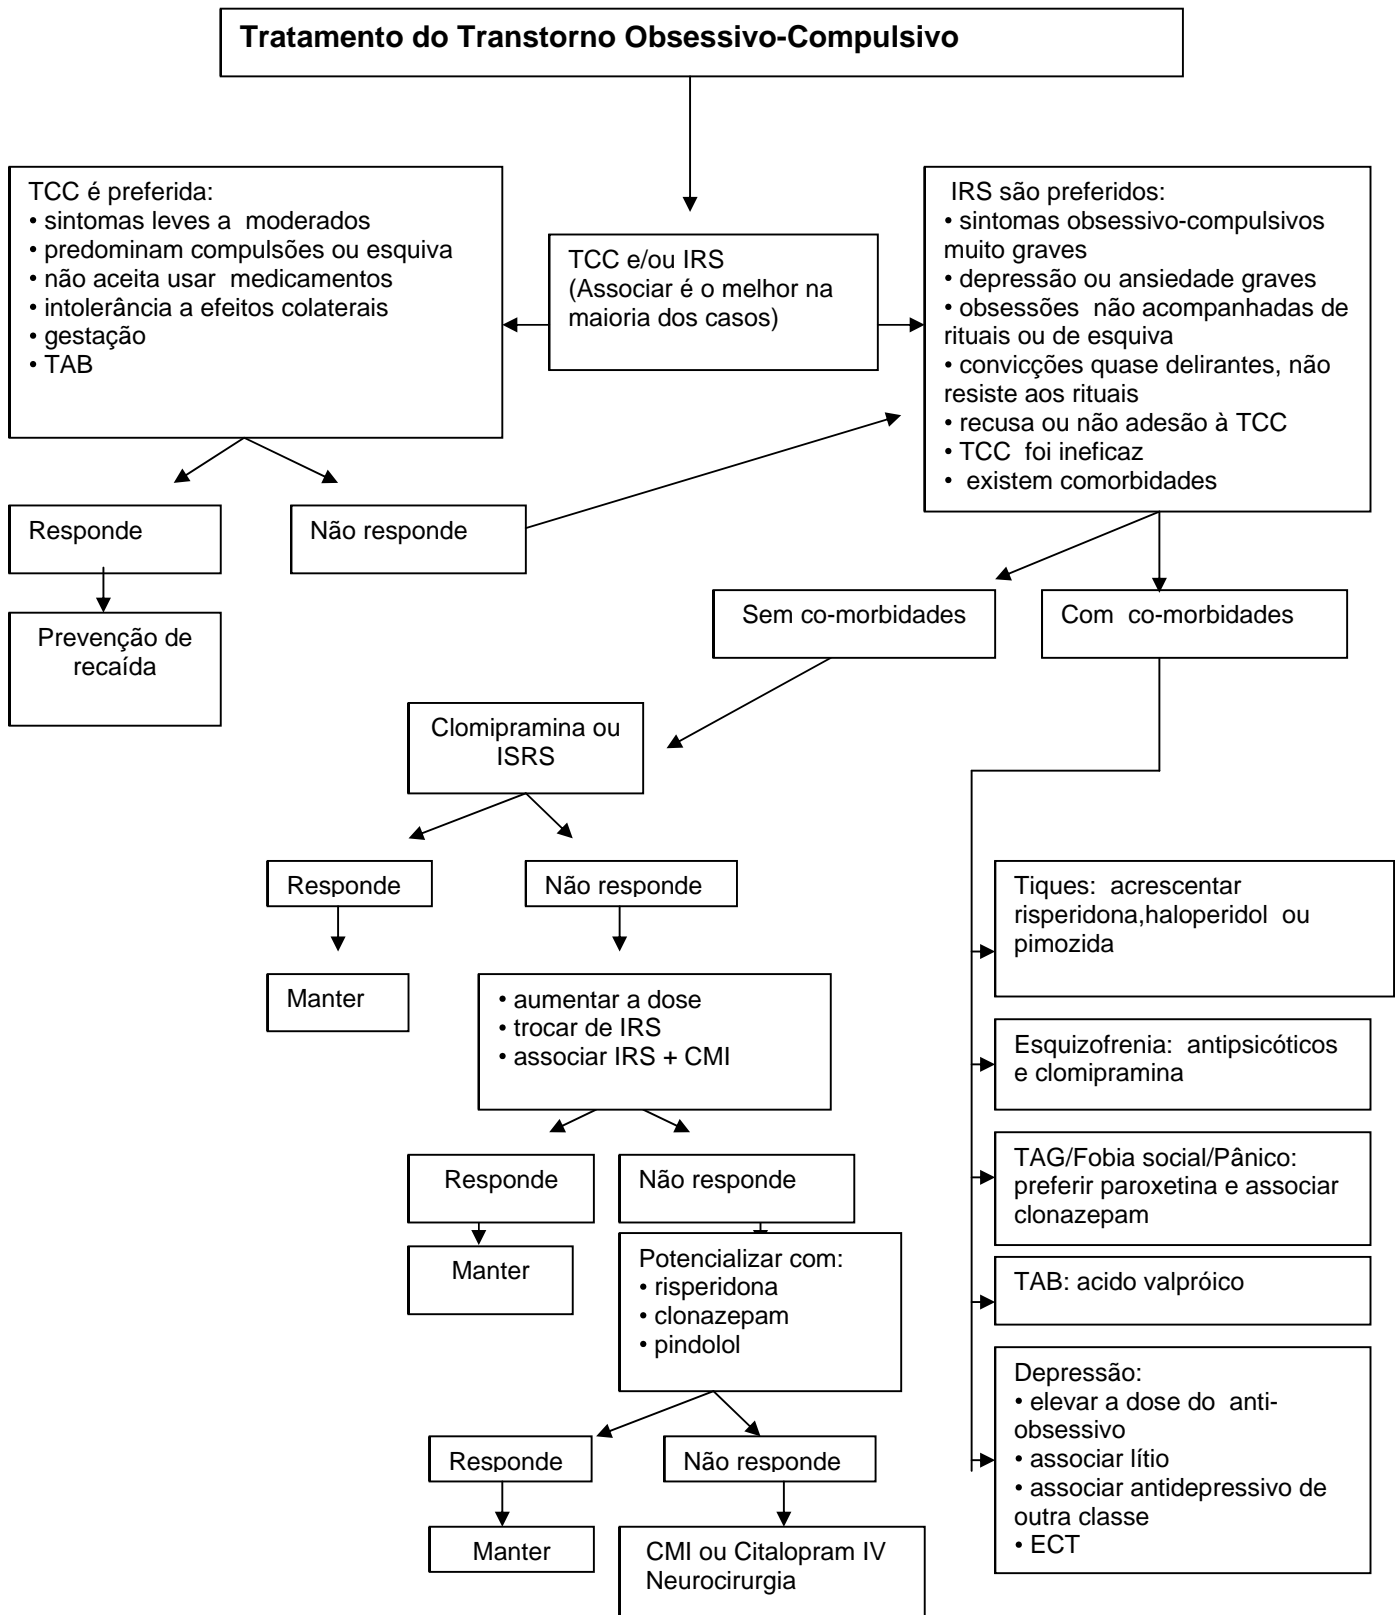 Tratamento do Transtorno Obsessivo-Compulsivo
TCC é preferida:
• sintomas leves a moderados
• predominam compulsões ou esquiva
• não aceita usar medicamentos
• intolerância a efeitos colaterais
• gestação
• TAB
TCC e/ou IRS
(Associar é o melhor na
maioria dos casos)
IRS são preferidos:
• sintomas obsessivo-compulsivos
muito graves
• depressão ou ansiedade graves
• obsessões não acompanhadas de
rituais ou de esquiva
• convicções quase delirantes, não
resiste aos rituais
• recusa ou não adesão à TCC
• TCC foi ineficaz
• existem comorbidades
Responde
Não responde
Prevenção de
recaída
Sem co-morbidades
Com co-morbidades
Clomipramina ou
ISRS
Responde
Não responde
Manter
• aumentar a dose
• trocar de IRS
• associar IRS + CMI
Responde
Não responde
Manter
Potencializar com:
• risperidona
• clonazepam
• pindolol
Responde
Não responde
Manter
CMI ou Citalopram IV
Neurocirurgia
Tiques: acrescentar
risperidona,haloperidol ou
pimozida
Esquizofrenia: antipsicóticos
e clomipramina
TAG/Fobia social/Pânico:
preferir paroxetina e associar
clonazepam
TAB: acido valpróico
Depressão:
• elevar a dose do anti-
obsessivo
• associar lítio
• associar antidepressivo de
outra classe
• ECT